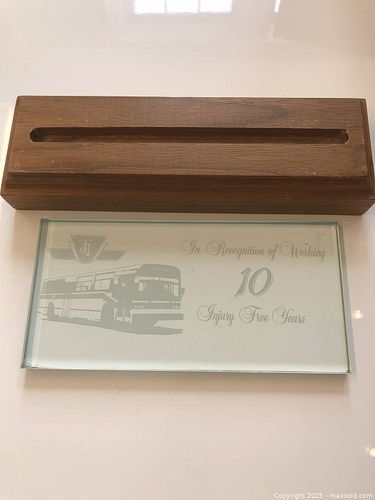 In Recognition of Working
10
Injury Free Years
Copyright 2025 - maxsold.com